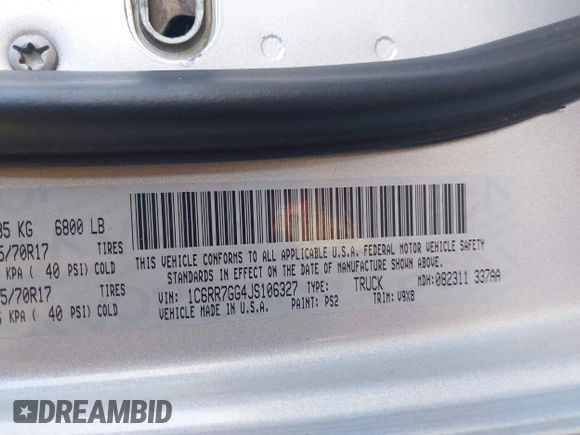 35 KG 6800 LB
5/70R17 TIRES
KPA ( 40 PSI) COLD
5/70R17 TIRES
KPA ( 40 PSI) COLD
THIS VEHICLE CONFORMS TO ALL APPLICABLE U.S.A. FEDERAL MOTOR VEHICLE SAFETY
STANDARDS IN EFFECT ON THE DATE OF MANUFACTURE SHOWN ABOVE.
VIN: 1C6RR7GG4JS106327 TYPE: TRUCK MDH: 082311 337AA
VEHICLE MADE IN U.S.A. PAINT: PS2 TRIM: V9X8
DREAMBID